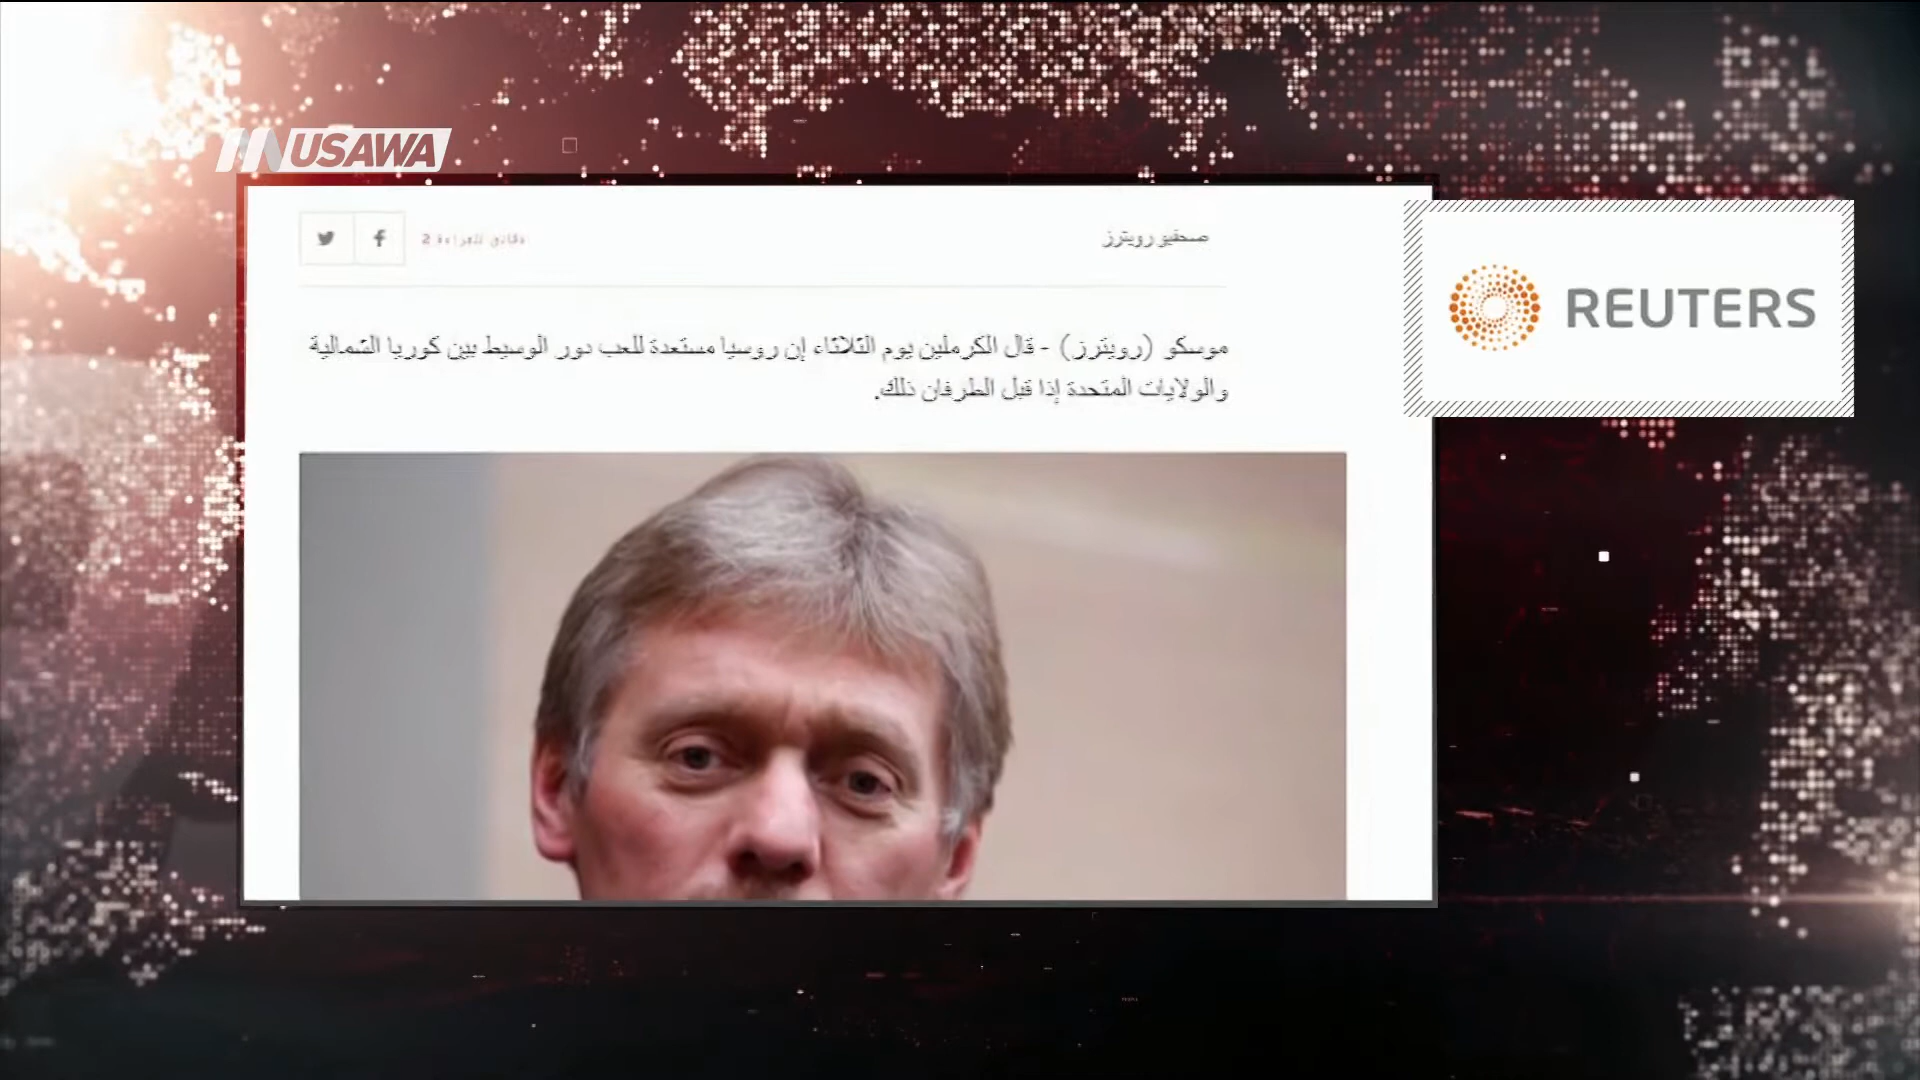 MUSAWA
صحفيو رويترز
2 دقائق للقراءة
REUTERS
موسكو (رويترز) - قال الكرملين يوم الثلاثاء إن روسيا مستعدة للعب دور الوسيط بين كوريا الشمالية
والولايات المتحدة إذا قبل الطرفان ذلك.